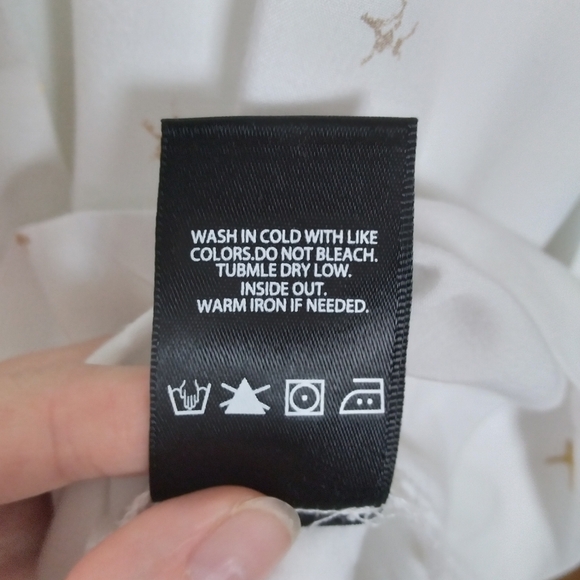 WASH IN COLD WITH LIKE
COLORS.DO NOT BLEACH.
TUBMLE DRY LOW.
INSIDE OUT.
WARM IRON IF NEEDED.